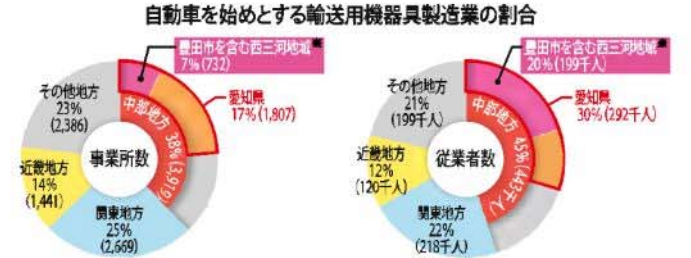 自動車を始めとする輸送用機器具製造業の割合
豊田市を含む西三河地域※
7%(732)
愛知県
17%(1,807)
中部地方 38%(3,919)
その他地方
23%
(2,386)
近畿地方
14%
(1,441)
関東地方
25%
(2,669)
事業所数
豊田市を含む西三河地域※
20%(199千人)
愛知県
30%(292千人)
中部地方 45%(443千人)
その他地方
21%
(199千人)
近畿地方
12%
(120千人)
関東地方
22%
(218千人)
従業者数